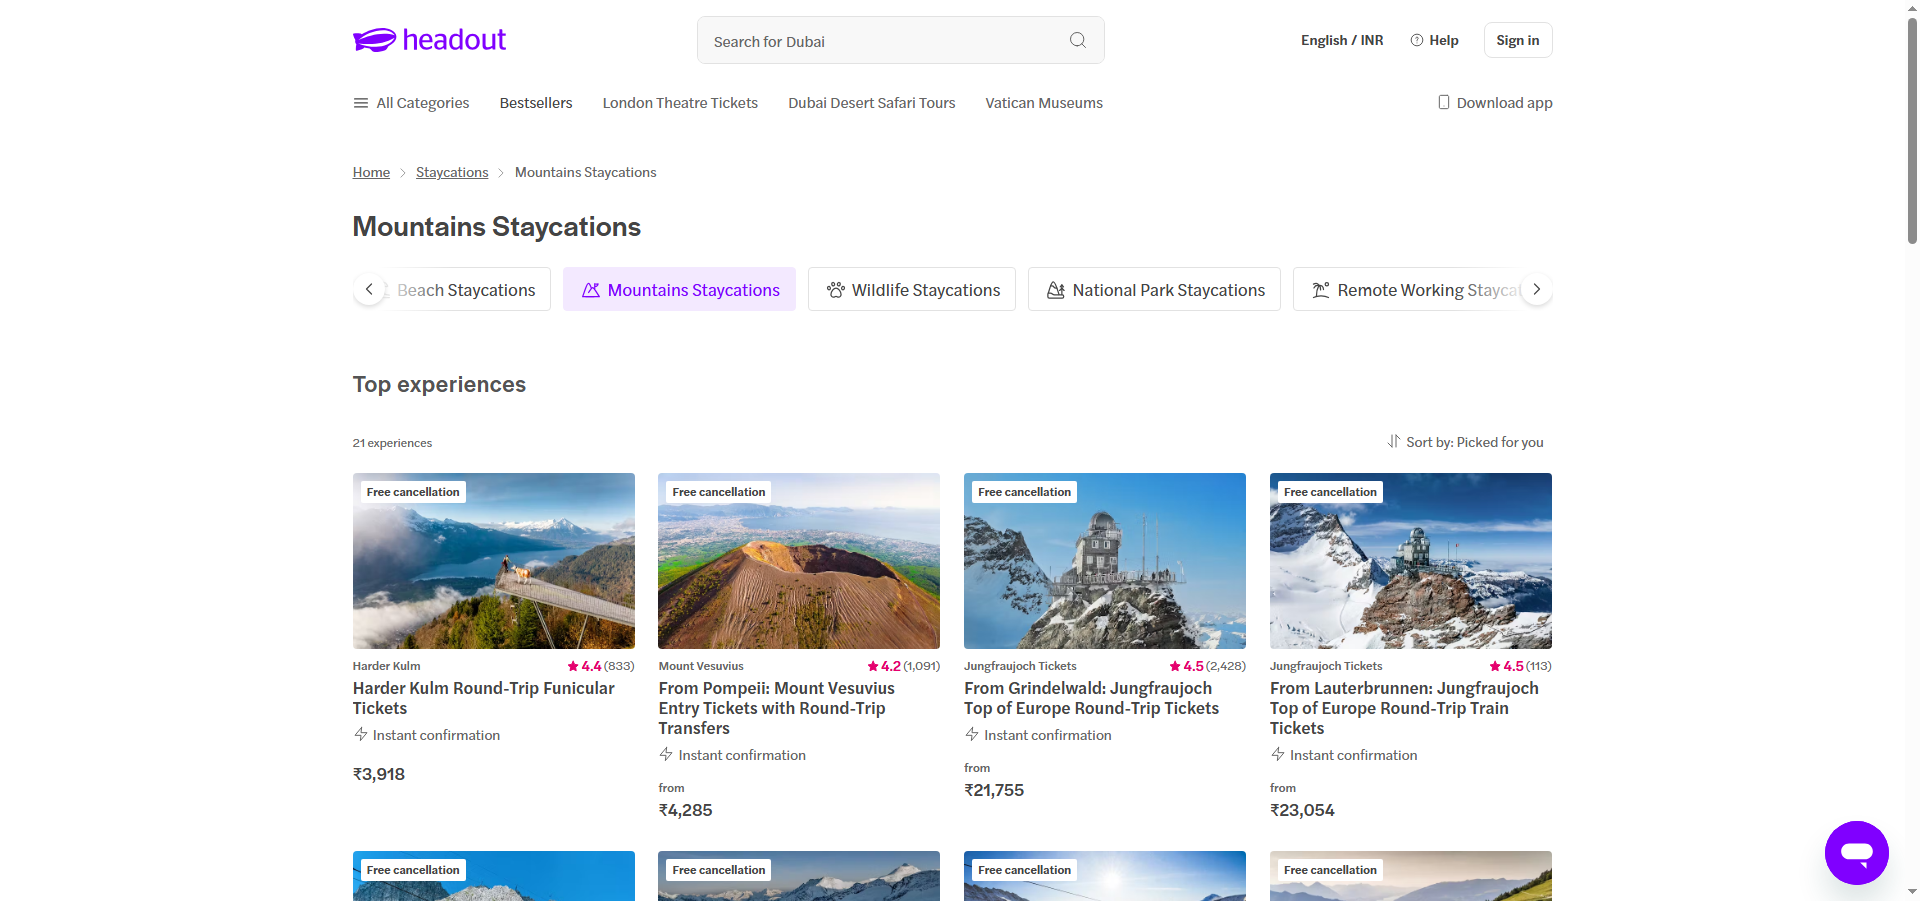 headout
Search for Dubai
English / INR
Help
Sign in
All Categories
Bestsellers
London Theatre Tickets
Dubai Desert Safari Tours
Vatican Museums
Download app
Home
Staycations
Mountains Staycations
Mountains Staycations
Beach Staycations
Mountains Staycations
Wildlife Staycations
National Park Staycations
Remote Working Staycat
Top experiences
21 experiences
Sort by: Picked for you
Free cancellation
Harder Kulm
4.4 (833)
Harder Kulm Round-Trip Funicular
Tickets
Instant confirmation
₹3,918
Free cancellation
Mount Vesuvius
4.2 (1,091)
From Pompeii: Mount Vesuvius
Entry Tickets with Round-Trip
Transfers
Instant confirmation
from
₹4,285
Free cancellation
Jungfraujoch Tickets
4.5 (2,428)
From Grindelwald: Jungfraujoch
Top of Europe Round-Trip Tickets
Instant confirmation
from
₹21,755
Free cancellation
Jungfraujoch Tickets
4.5 (113)
From Lauterbrunnen: Jungfraujoch
Top of Europe Round-Trip Train
Tickets
Instant confirmation
from
₹23,054
Free cancellation
Free cancellation
Free cancellation
Free cancellation